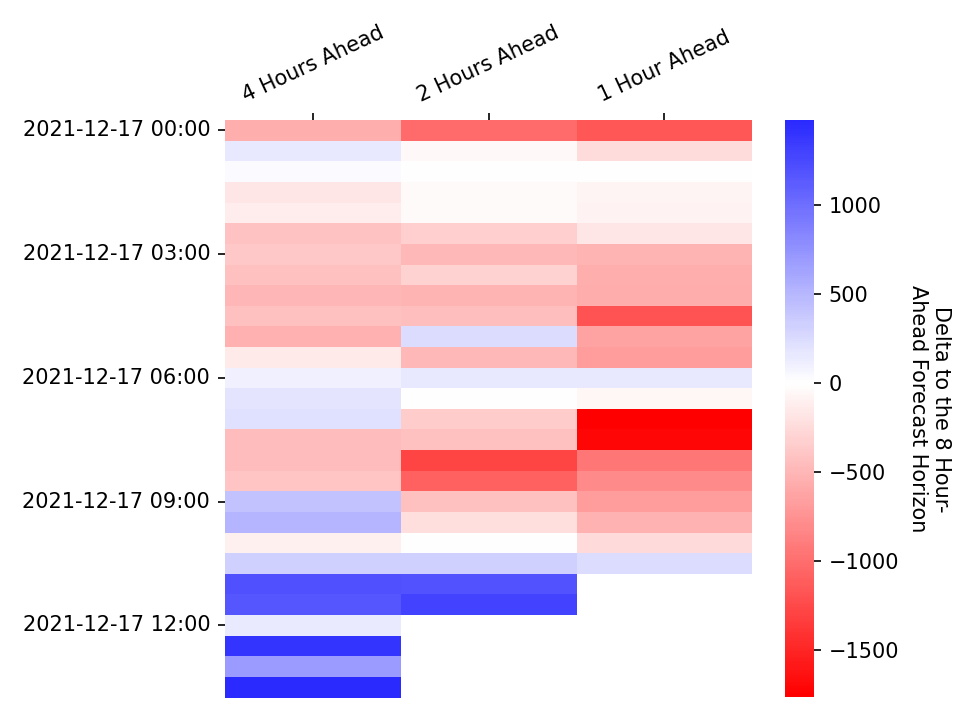 4 Hours Ahead
2 Hours Ahead
1 Hour Ahead
2021-12-17 00:00
2021-12-17 03:00
2021-12-17 06:00
2021-12-17 09:00
2021-12-17 12:00
1000
500
0
−500
−1000
−1500
Delta to the 8 Hour-
Ahead Forecast Horizon